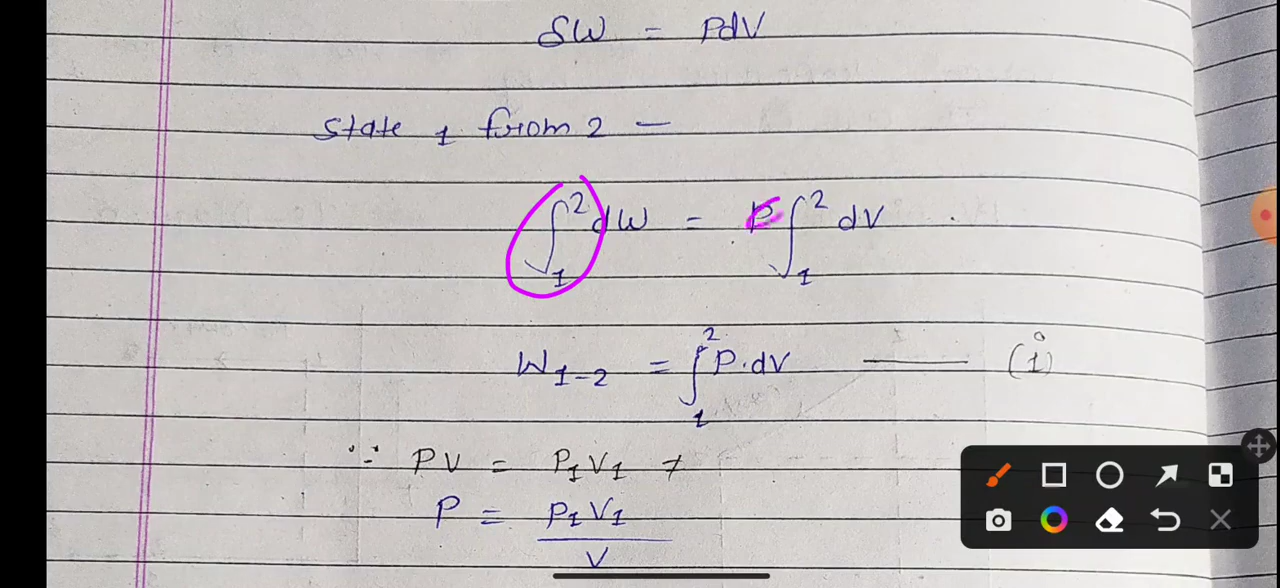 δW = PdV
State 1 from 2 —
∫₁² dW = P ∫₁² dV .
W₁₋₂ = ∫₁² P.dV —— (i)
∵ PV = P₁V₁
P = P₁V₁
V